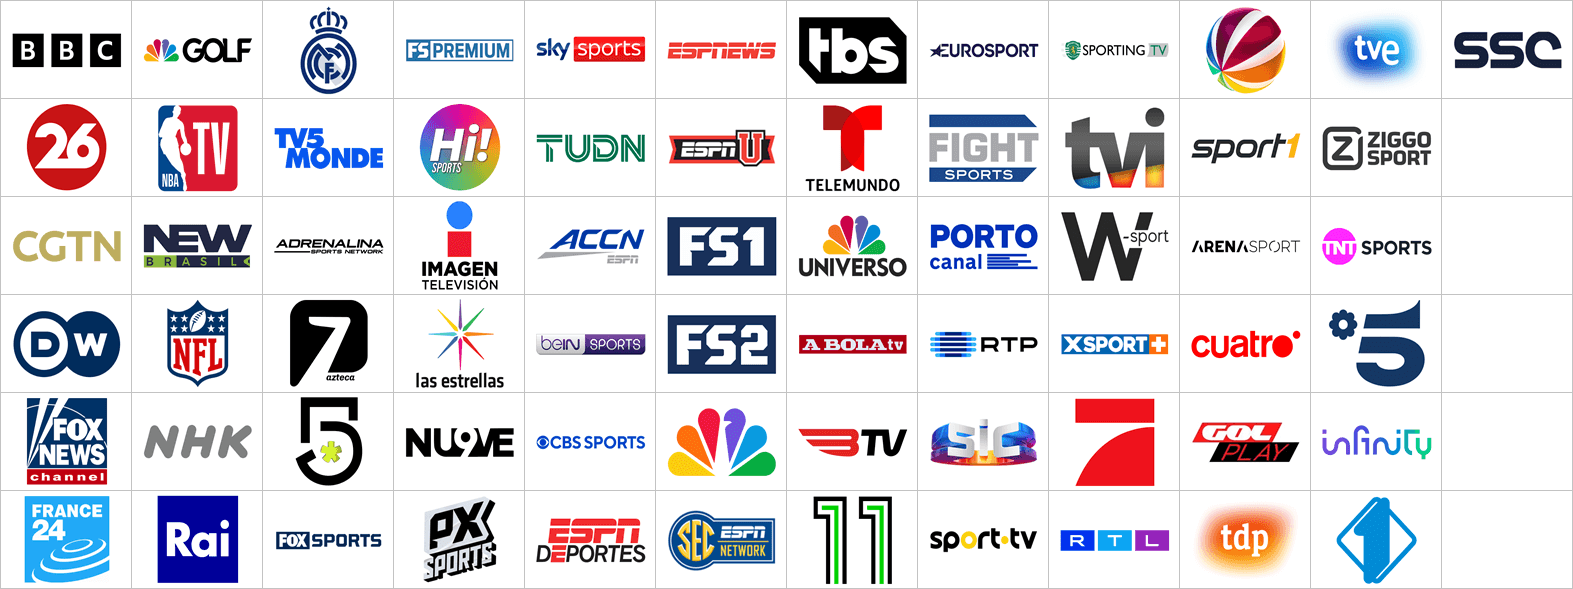 BBC
GOLF
FS PREMIUM
sky sports
ESPNEWS
tbs
EUROSPORT
SPORTING TV
tve
SSC
26
NBA TV
TV5
MONDE
Hi!
SPORTS
TUDN
ESPN U
TELEMUNDO
FIGHT
SPORTS
tvi
sport1
ZIGGO
SPORT
CGTN
NEW
BRASIL
ADRENALINA
SPORTS NETWORK
IMAGEN
TELEVISIÓN
ACCN
ESPN
FS1
UNIVERSO
PORTO
canal
W-sport
ARENASPORT
TNT SPORTS
DW
NFL
7
azteca
las estrellas
beIN SPORTS
FS2
A BOLA tv
RTP
XSPORT+
cuatro
5
FOX
NEWS
channel
NHK
5
NU9VE
CBS SPORTS
BTV
SIC
7
GOL
PLAY
infinity
FRANCE
24
Rai
FOX SPORTS
PX
SPORTS
ESPN
DEPORTES
SEC ESPN
NETWORK
11
sport.tv
RTL
tdp
1